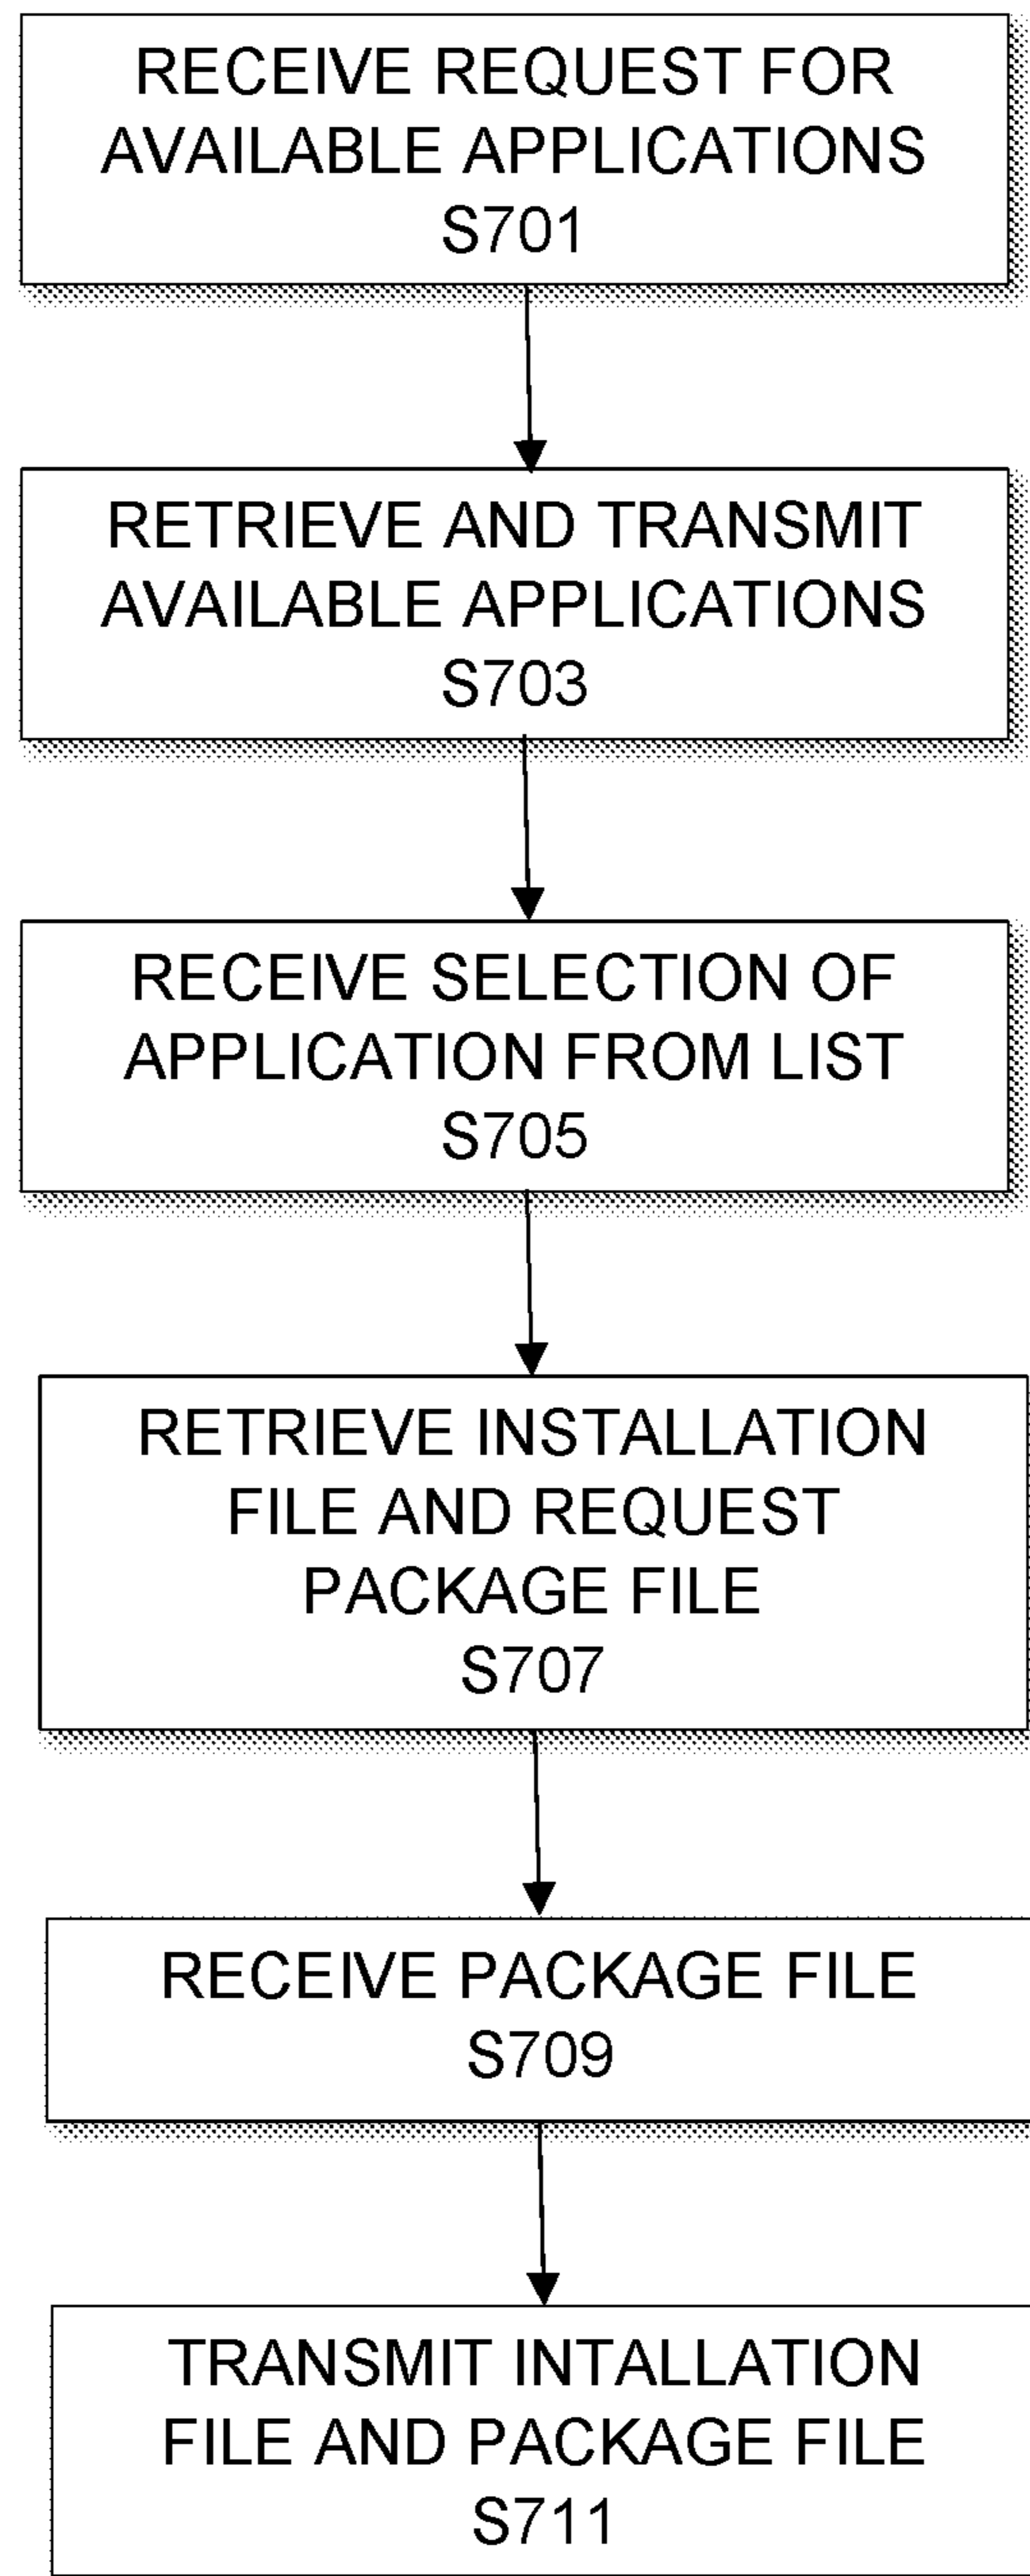 RECEIVE REQUEST FOR
AVAILABLE APPLICATIONS
S701
RETRIEVE AND TRANSMIT
AVAILABLE APPLICATIONS
S703
RECEIVE SELECTION OF
APPLICATION FROM LIST
S705
RETRIEVE INSTALLATION
FILE AND REQUEST
PACKAGE FILE
S707
RECEIVE PACKAGE FILE
S709
TRANSMIT INTALLATION
FILE AND PACKAGE FILE
S711